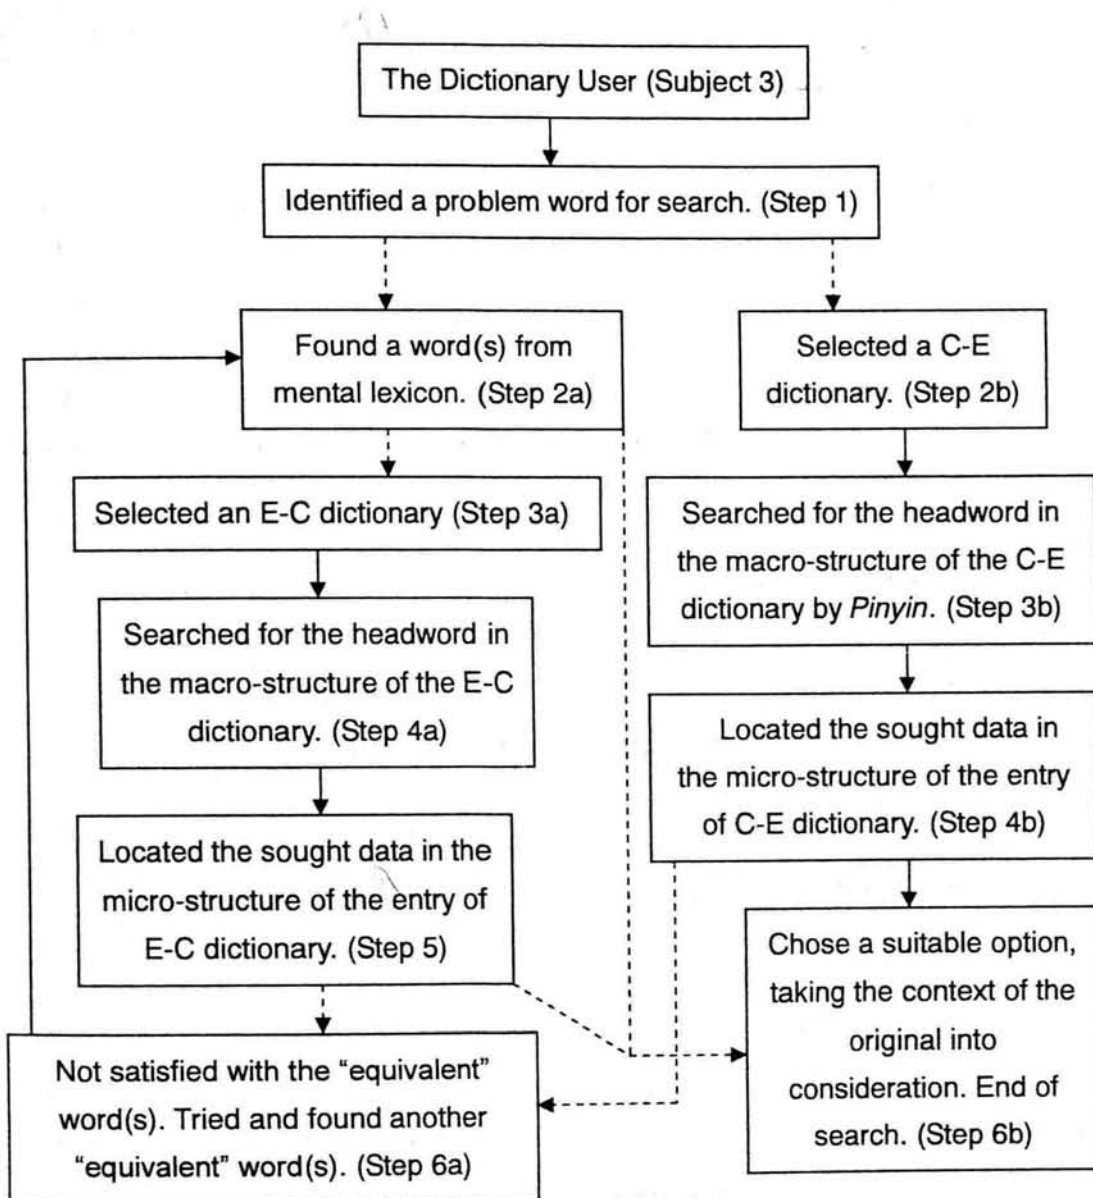 The Dictionary User (Subject 3)
Identified a problem word for search. (Step 1)
Found a word(s) from
mental lexicon. (Step 2a)
Selected a C-E
dictionary. (Step 2b)
Selected an E-C dictionary (Step 3a)
Searched for the headword in
the macro-structure of the C-E
dictionary by Pinyin. (Step 3b)
Searched for the headword in
the macro-structure of the E-C
dictionary. (Step 4a)
Located the sought data in
the micro-structure of the entry
of C-E dictionary. (Step 4b)
Located the sought data in the
micro-structure of the entry of
E-C dictionary. (Step 5)
Chose a suitable option,
taking the context of the
original into
consideration. End of
search. (Step 6b)
Not satisfied with the “equivalent”
word(s). Tried and found another
“equivalent” word(s). (Step 6a)